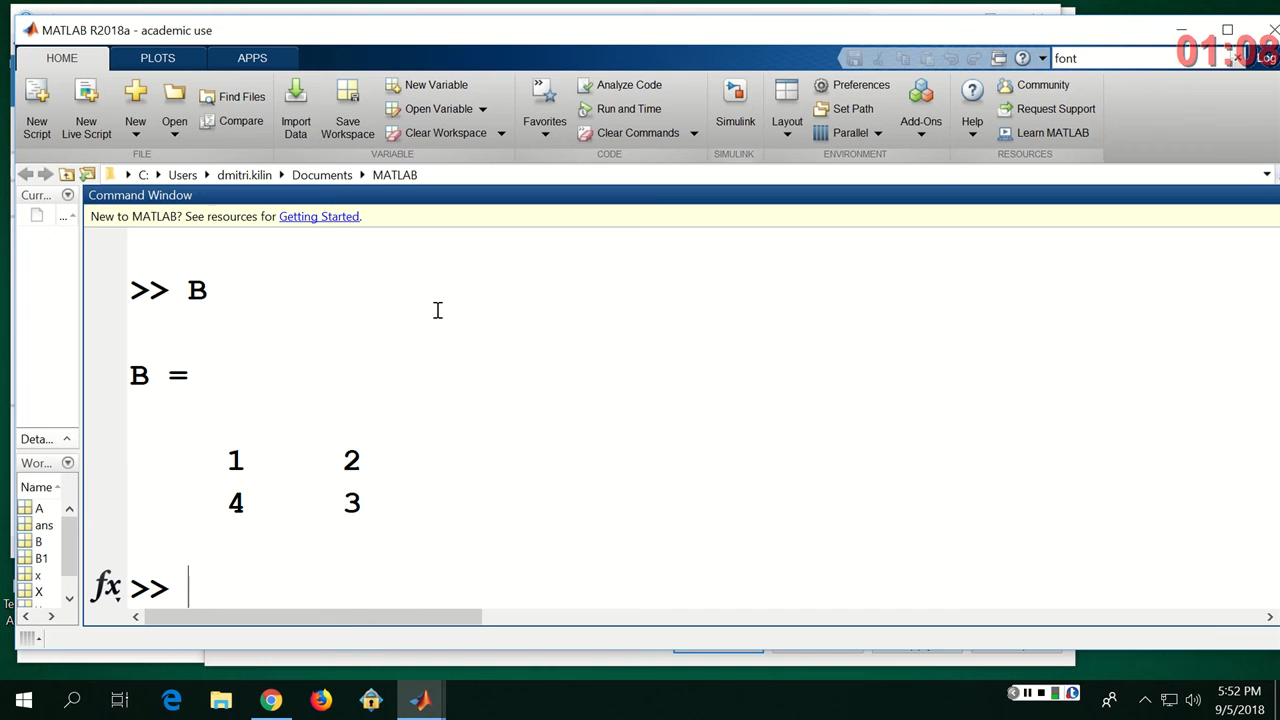 MATLAB R2018a - academic use
01:08
HOME PLOTS APPS font Log
New Script
New Live Script
New
Open
Find Files
Compare
FILE
Import Data
Save Workspace
New Variable
Open Variable
Clear Workspace
VARIABLE
Favorites
Analyze Code
Run and Time
Clear Commands
CODE
Simulink
SIMULINK
Layout
Preferences
Set Path
Parallel
Add-Ons
ENVIRONMENT
Help
Community
Request Support
Learn MATLAB
RESOURCES
C: Users dmitri.kilin Documents MATLAB
Curr...
...
Deta...
Wor...
Name
A
ans
B
B1
x
X
Command Window
New to MATLAB? See resources for Getting Started.
>> B
B =
1 2
4 3
fx >>
5:52 PM
9/5/2018